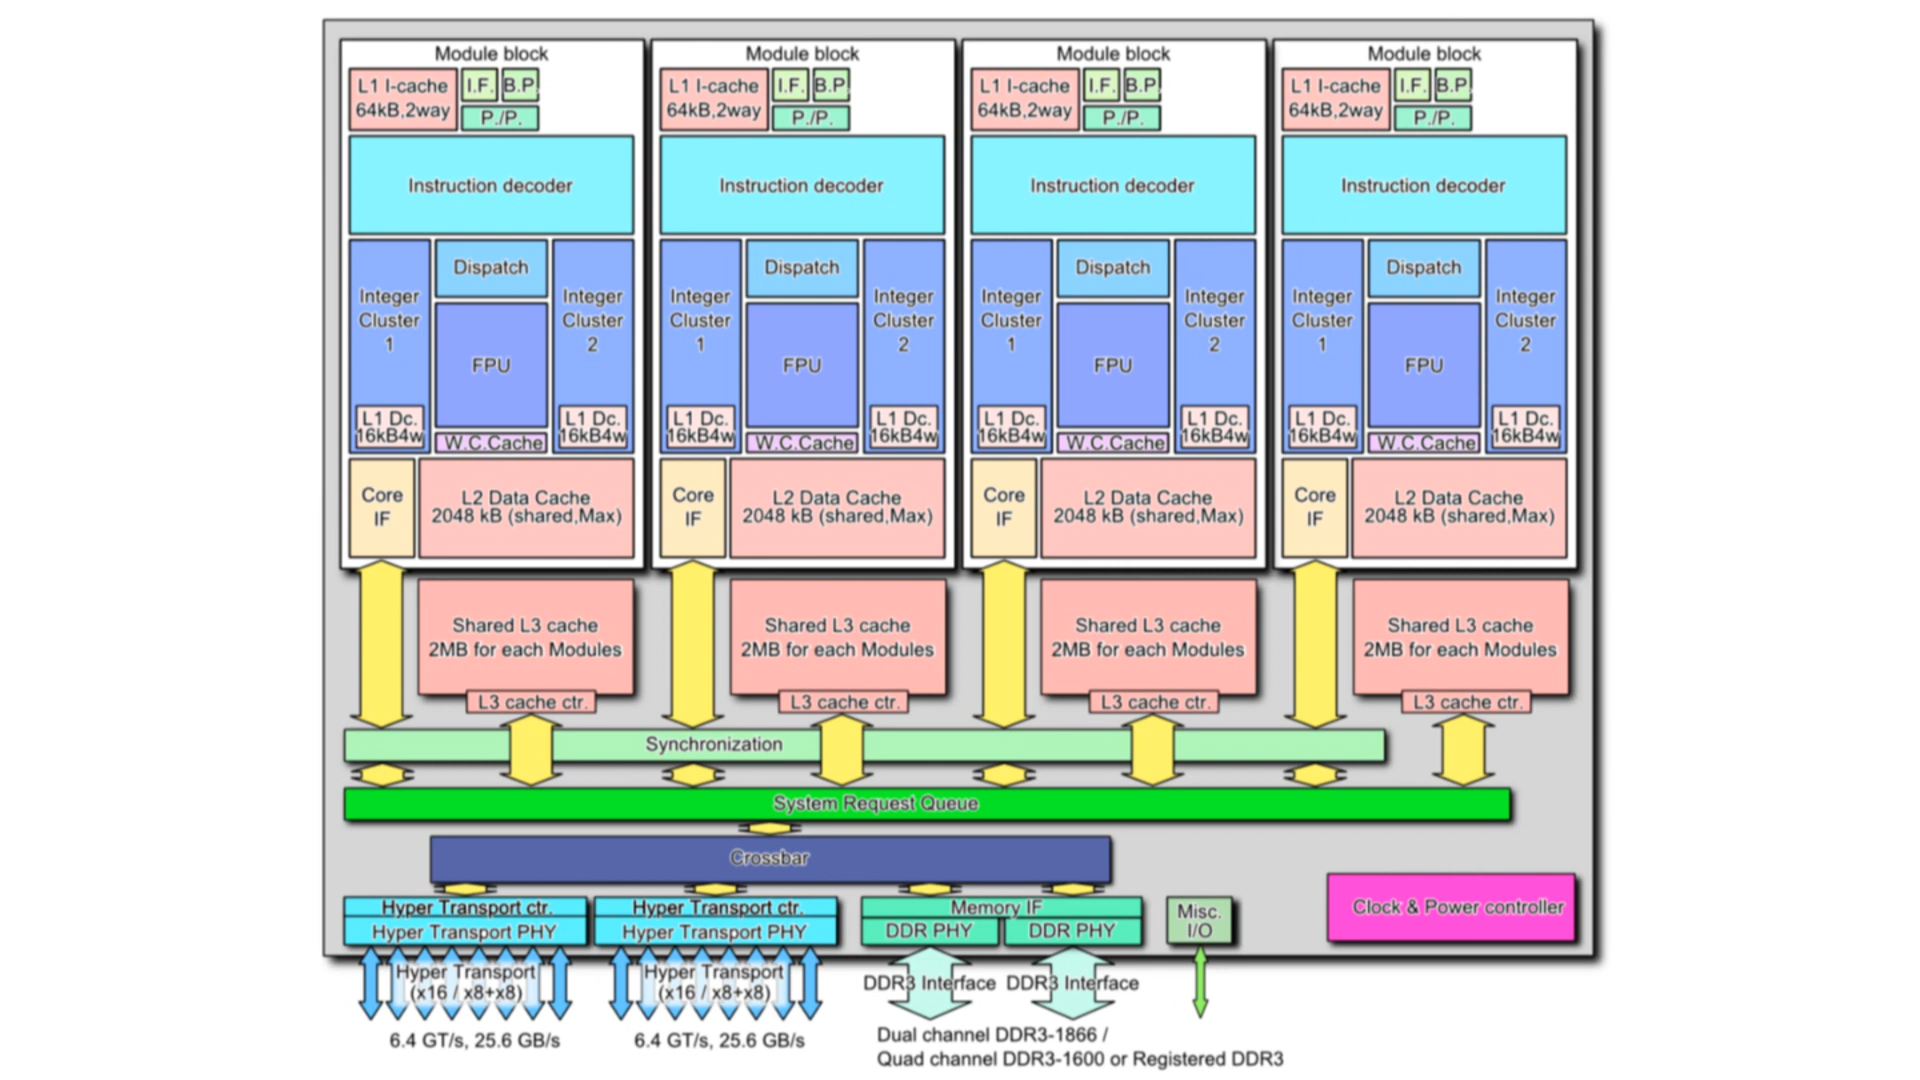 Module block
L1 I-cache
64kB,2way
I.F.
B.P.
P./P.
Instruction decoder
Integer
Cluster
1
Dispatch
FPU
Integer
Cluster
2
L1 Dc.
16kB4w
W.C.Cache
L1 Dc.
16kB4w
Core
IF
L2 Data Cache
2048 kB (shared,Max)
Module block
L1 I-cache
64kB,2way
I.F.
B.P.
P./P.
Instruction decoder
Integer
Cluster
1
Dispatch
FPU
Integer
Cluster
2
L1 Dc.
16kB4w
W.C.Cache
L1 Dc.
16kB4w
Core
IF
L2 Data Cache
2048 kB (shared,Max)
Module block
L1 I-cache
64kB,2way
I.F.
B.P.
P./P.
Instruction decoder
Integer
Cluster
1
Dispatch
FPU
Integer
Cluster
2
L1 Dc.
16kB4w
W.C.Cache
L1 Dc.
16kB4w
Core
IF
L2 Data Cache
2048 kB (shared,Max)
Module block
L1 I-cache
64kB,2way
I.F.
B.P.
P./P.
Instruction decoder
Integer
Cluster
1
Dispatch
FPU
Integer
Cluster
2
L1 Dc.
16kB4w
W.C.Cache
L1 Dc.
16kB4w
Core
IF
L2 Data Cache
2048 kB (shared,Max)
Shared L3 cache
2MB for each Modules
L3 cache ctr.
Shared L3 cache
2MB for each Modules
L3 cache ctr.
Shared L3 cache
2MB for each Modules
L3 cache ctr.
Shared L3 cache
2MB for each Modules
L3 cache ctr.
Synchronization
System Request Queue
Crossbar
Hyper Transport ctr.
Hyper Transport PHY
Hyper Transport ctr.
Hyper Transport PHY
Memory IF
DDR PHY
DDR PHY
Misc.
I/O
Clock & Power controller
Hyper Transport
(x16 / x8+x8)
6.4 GT/s, 25.6 GB/s
Hyper Transport
(x16 / x8+x8)
6.4 GT/s, 25.6 GB/s
DDR3 Interface
DDR3 Interface
Dual channel DDR3-1866 /
Quad channel DDR3-1600 or Registered DDR3